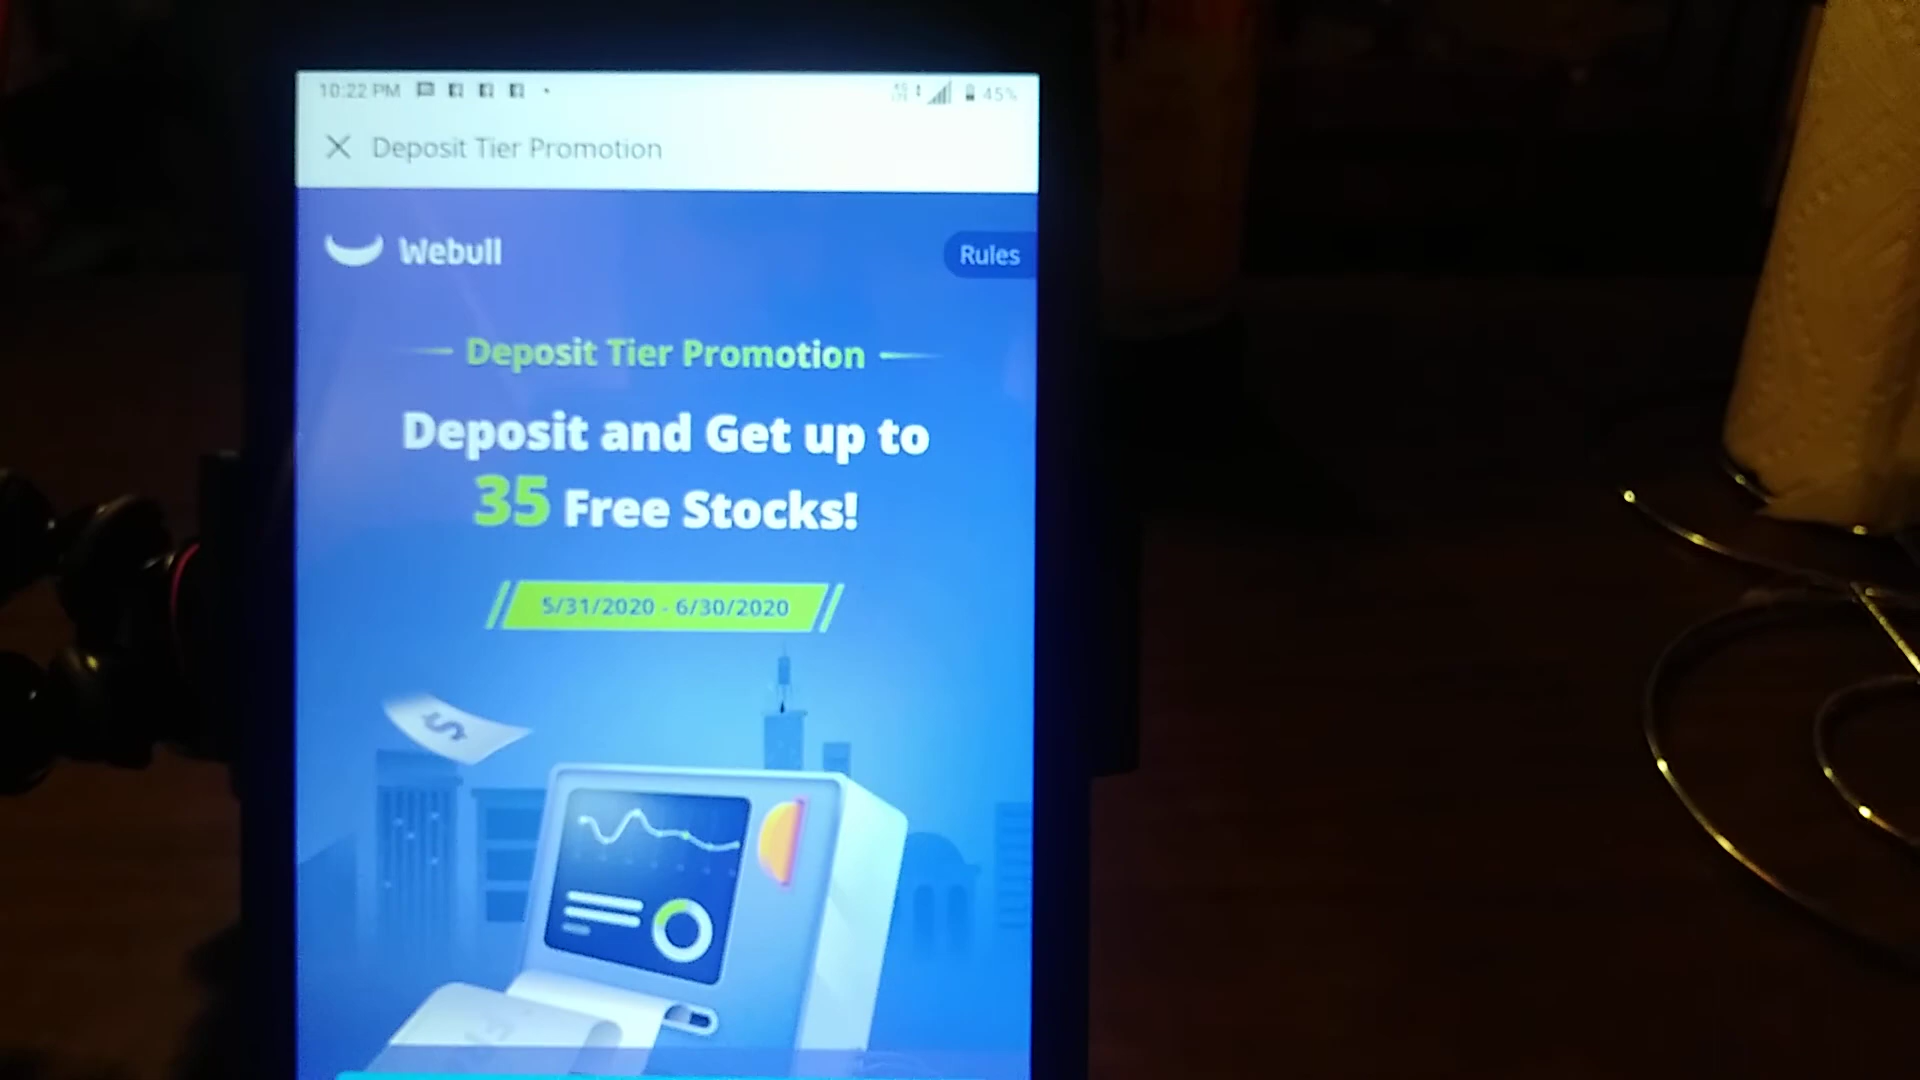 10:22 PM
45%
Deposit Tier Promotion
Webull
Rules
Deposit Tier Promotion
Deposit and Get up to
35 Free Stocks!
5/31/2020 - 6/30/2020
$